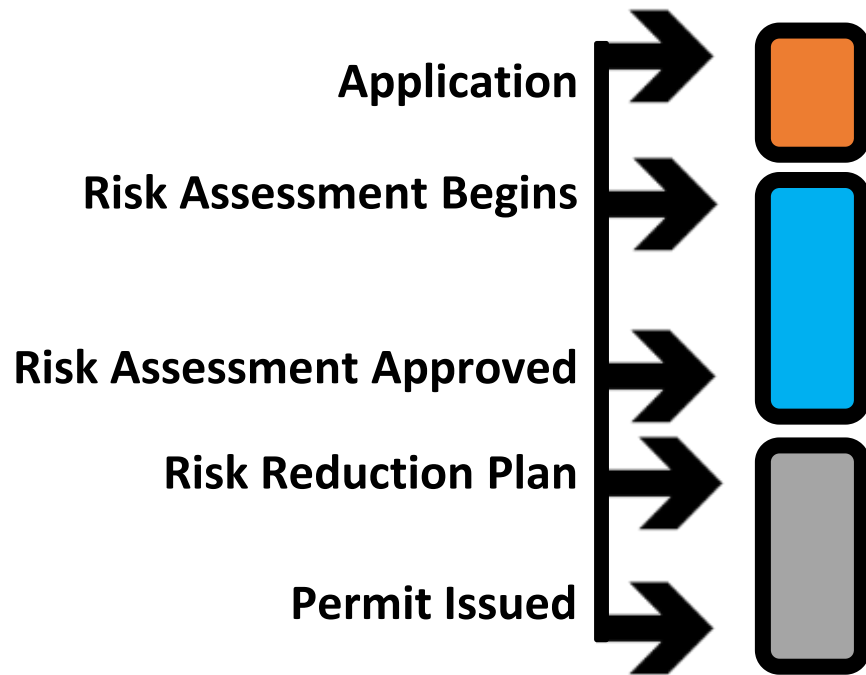 Application
Risk Assessment Begins
Risk Assessment Approved
Risk Reduction Plan
Permit Issued